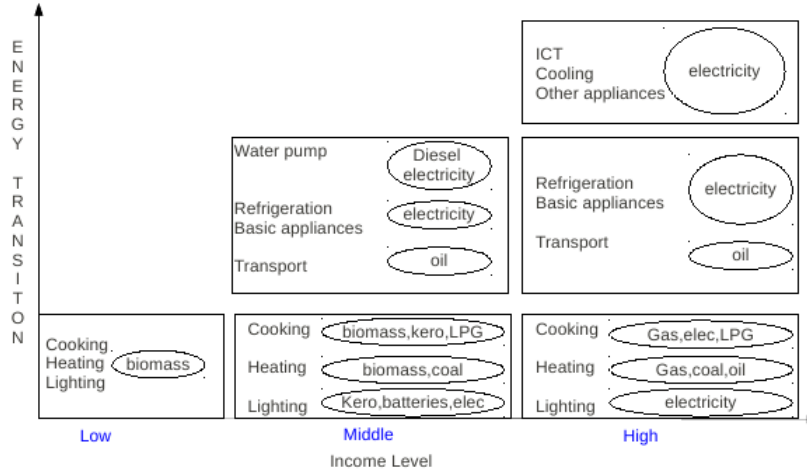 ENERGY TRANSITON
ICT
Cooling
Other appliances
electricity
Water pump
Diesel
electricity
Refrigeration
Basic appliances
electricity
Transport
oil
Refrigeration
Basic appliances
electricity
Transport
oil
Cooking
Heating
Lighting
biomass
Cooking
biomass,kero,LPG
Heating
biomass,coal
Lighting
Kero,batteries,elec
Cooking
Gas,elec,LPG
Heating
Gas,coal,oil
Lighting
electricity
Low
Middle
High
Income Level